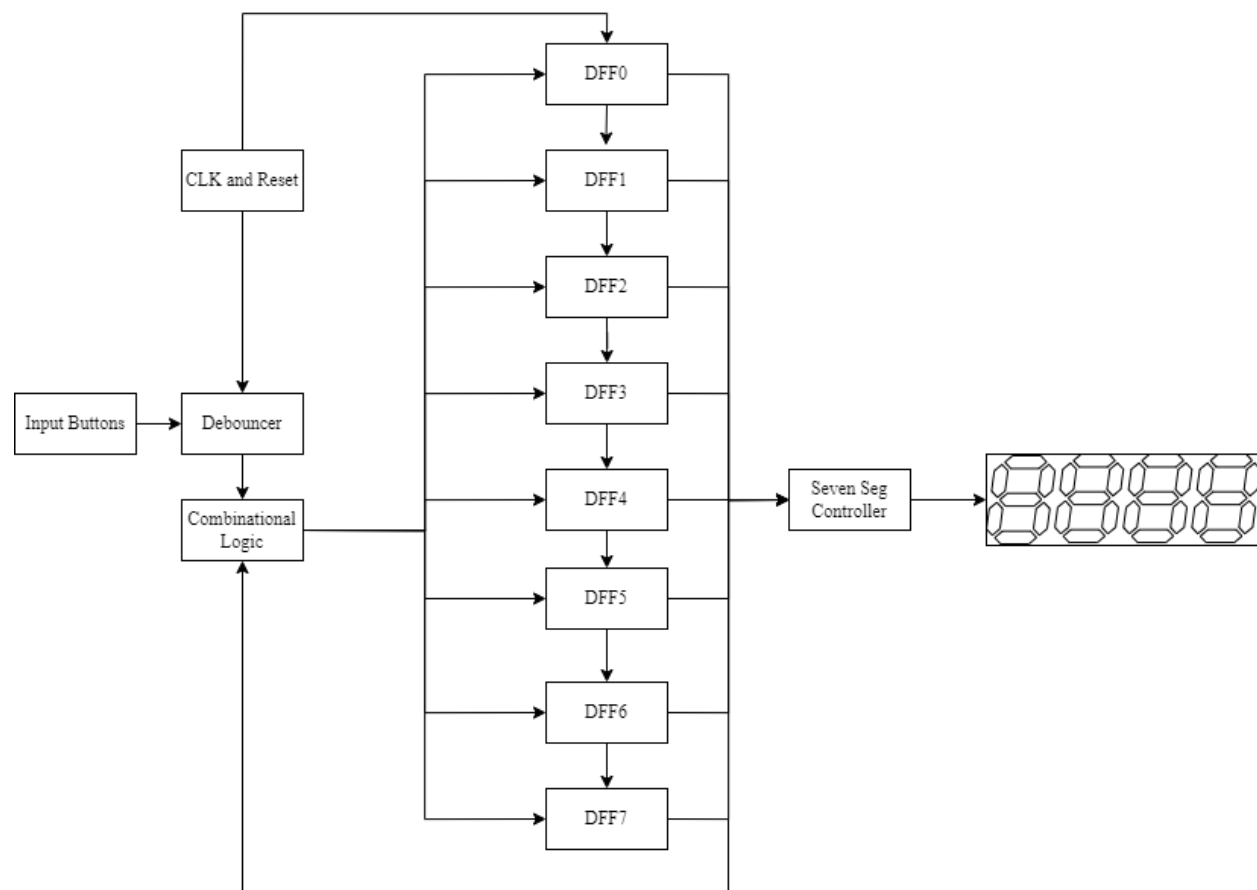 DFF0
CLK and Reset
DFF1
DFF2
DFF3
Input Buttons
Debouncer
Combinational
Logic
DFF4
Seven Seg
Controller
DFF5
DFF6
DFF7